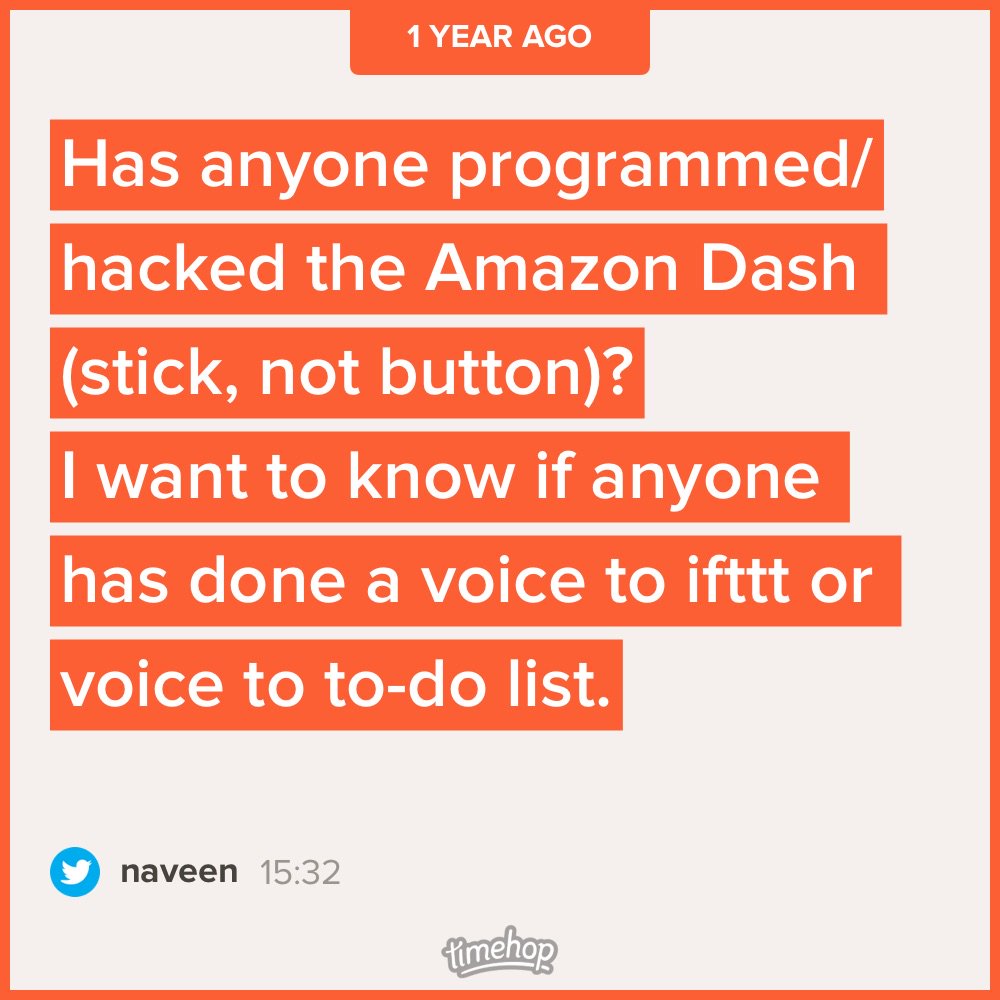 1 YEAR AGO
Has anyone programmed/
hacked the Amazon Dash
(stick, not button)?
I want to know if anyone
has done a voice to ifttt or
voice to to-do list.
naveen 15:32
timehop